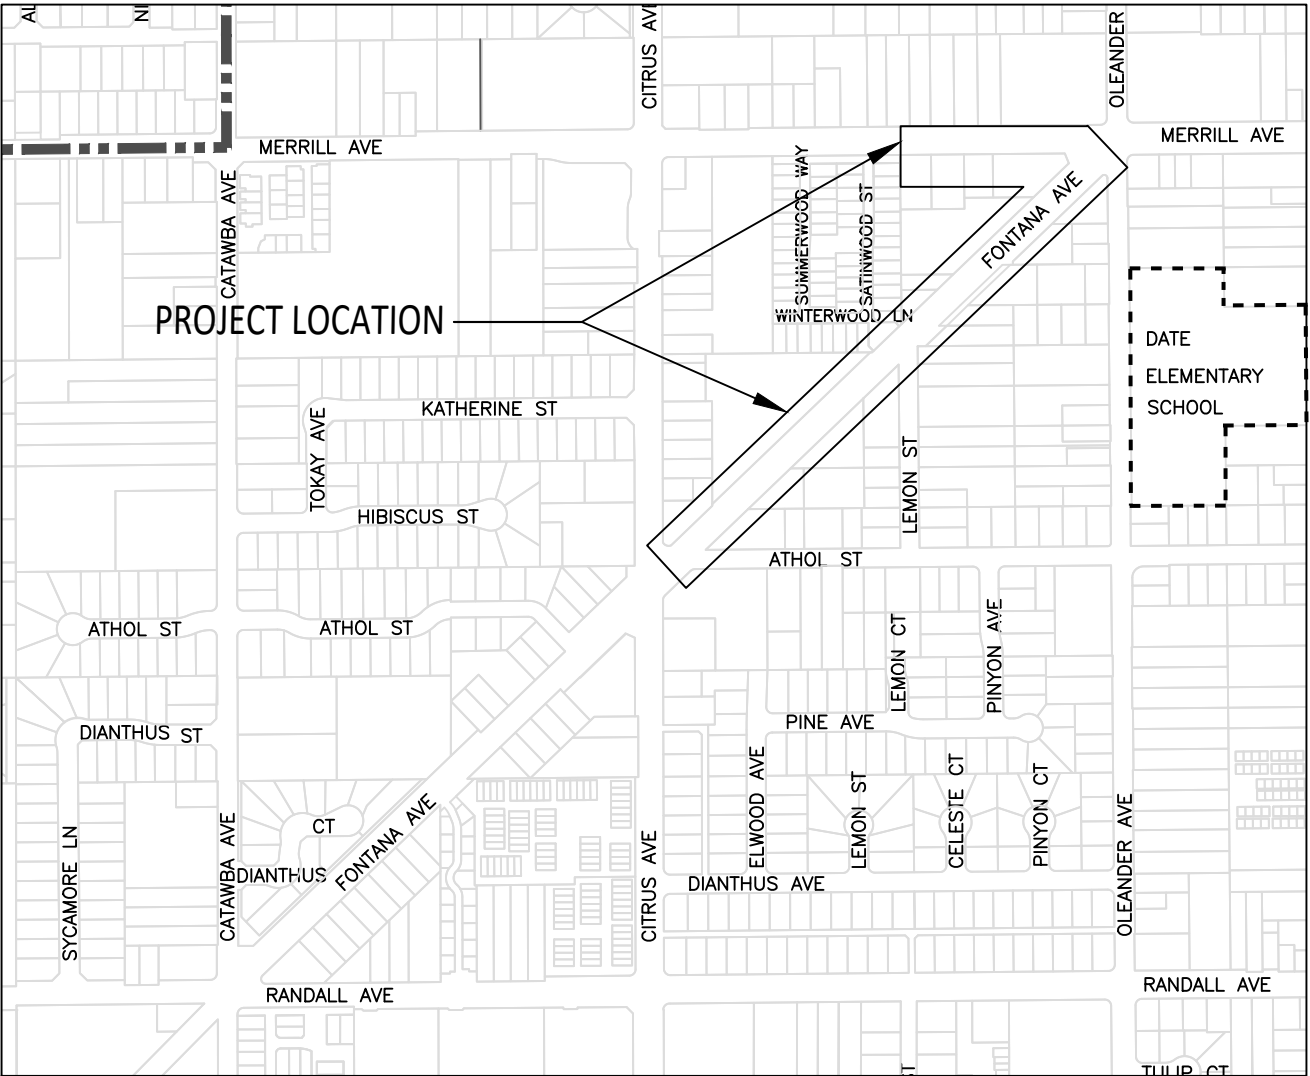 AL
CITRUS AVE
OLEANDER
MERRILL AVE
MERRILL AVE
CATAWBA AVE
SUMMERWOOD WAY
SATINWOOD ST
FONTANA AVE
PROJECT LOCATION
WINTERWOOD LN
DATE
ELEMENTARY
SCHOOL
TOKAY AVE
KATHERINE ST
LEMON ST
HIBISCUS ST
ATHOL ST
ATHOL ST
ATHOL ST
LEMON CT
PINYON AVE
DIANTHUS ST
PINE AVE
ELWOOD AVE
LEMON ST
CELESTE CT
PINYON CT
OLEANDER AVE
SYCAMORE LN
CATAWBA AVE
CT
DIANTHUS
FONTANA AVE
CITRUS AVE
DIANTHUS AVE
RANDALL AVE
RANDALL AVE
ST
TULIP CT